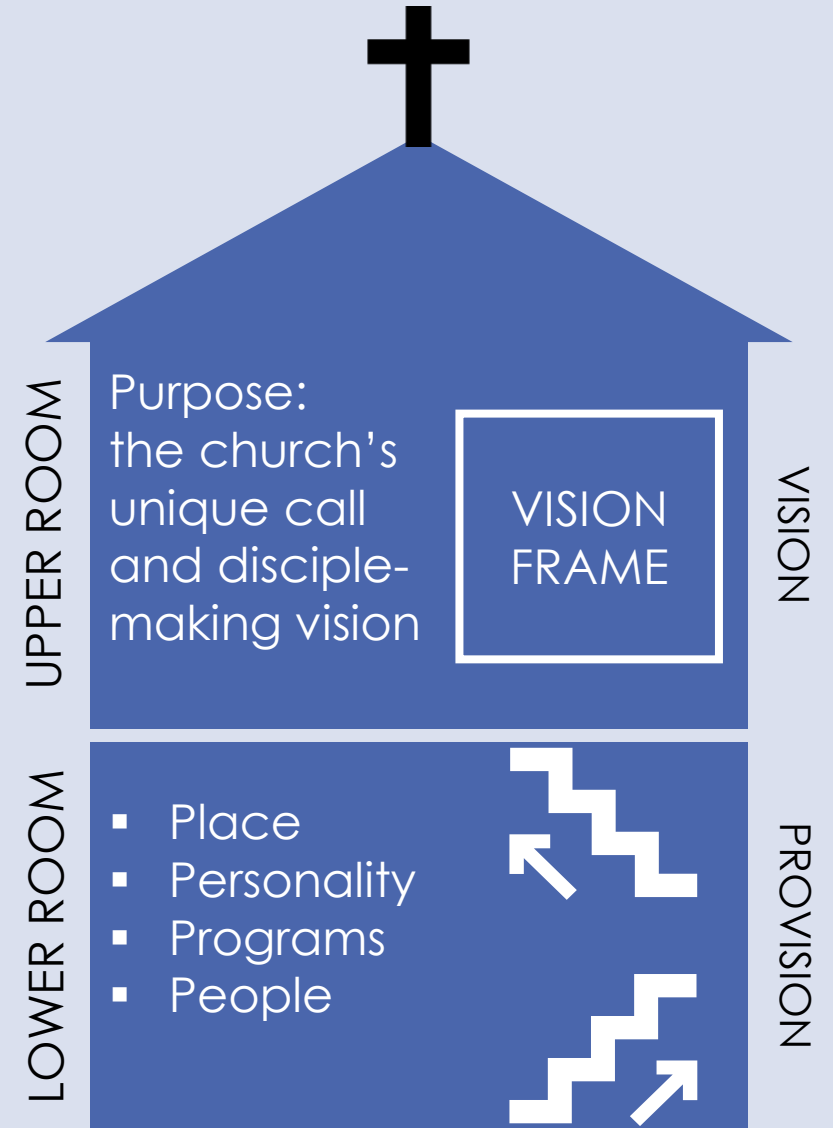 UPPER ROOM
Purpose:
the church’s
unique call
and disciple-
making vision
VISION
FRAME
VISION
LOWER ROOM
▪ Place
▪ Personality
▪ Programs
▪ People
PROVISION